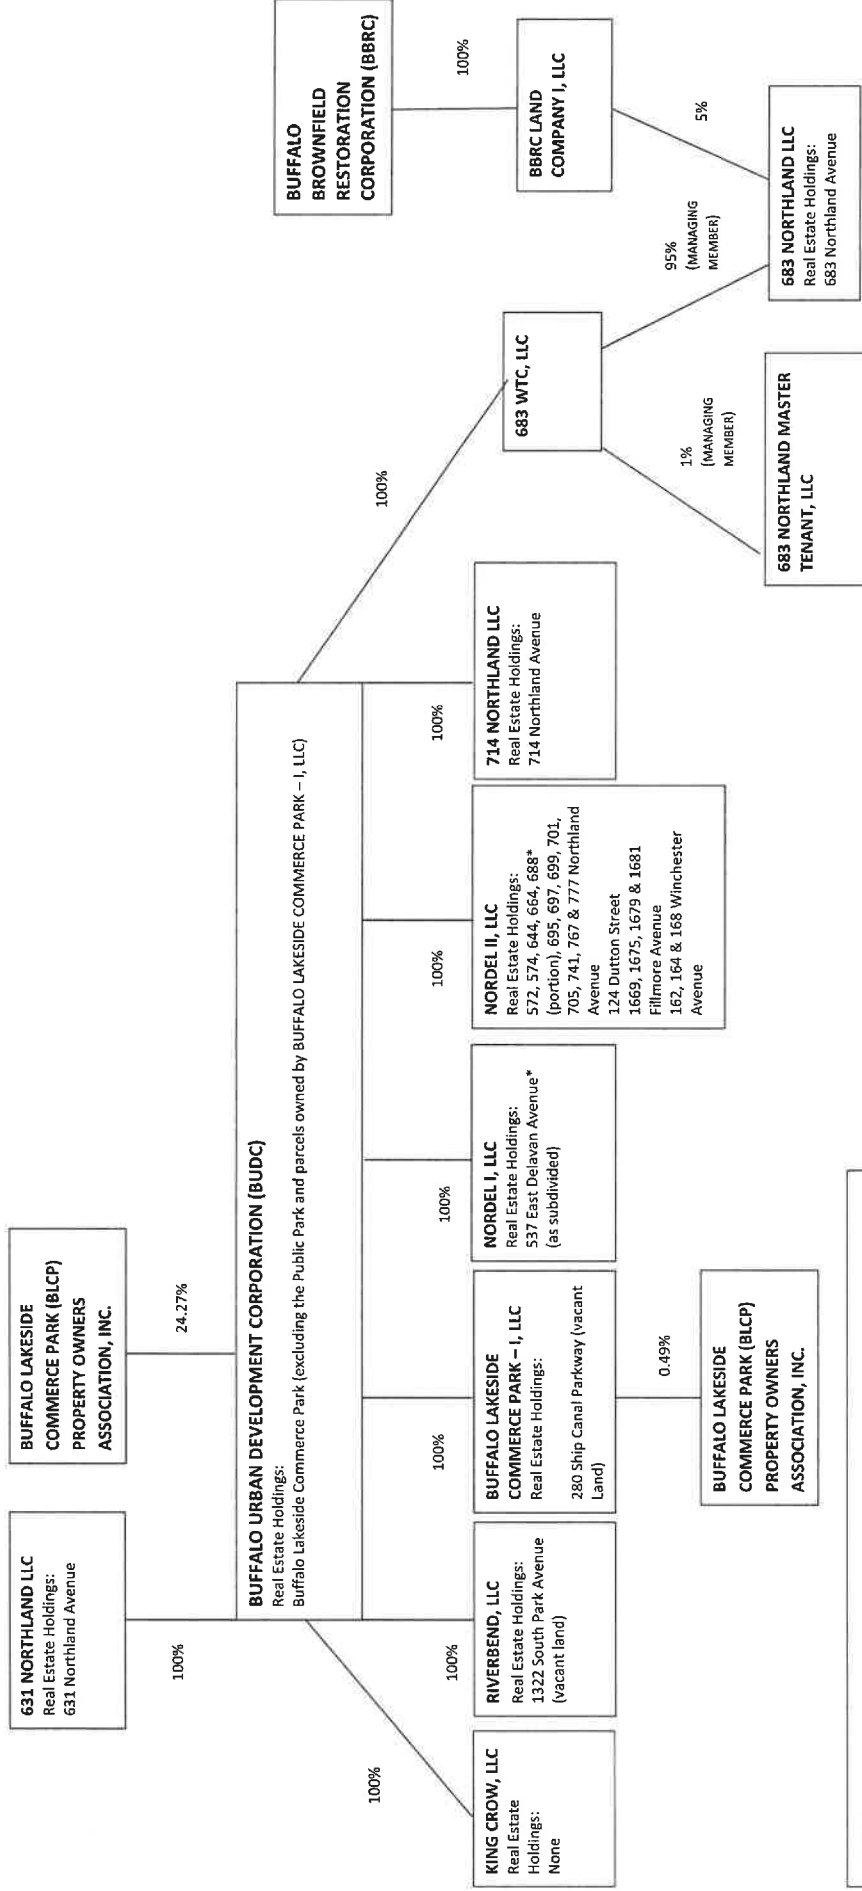 631 NORTHLAND LLC
Real Estate Holdings:
631 Northland Avenue
BUFFALO LAKESIDE
COMMERCE PARK (BLCP)
PROPERTY OWNERS
ASSOCIATION, INC.
BUFFALO
BROWNFIELD
RESTORATION
CORPORATION (BBRC)
100%
24.27%
100%
BUFFALO URBAN DEVELOPMENT CORPORATION (BUDC)
Real Estate Holdings:
Buffalo Lakeside Commerce Park (excluding the Public Park and parcels owned by BUFFALO LAKESIDE COMMERCE PARK – I, LLC)
100%
100%
100%
100%
100%
100%
100%
KING CROW, LLC
Real Estate
Holdings:
None
RIVERBEND, LLC
Real Estate Holdings:
1322 South Park Avenue
(vacant land)
BUFFALO LAKESIDE
COMMERCE PARK – I, LLC
Real Estate Holdings:
280 Ship Canal Parkway (vacant
Land)
NORDEL I, LLC
Real Estate Holdings:
537 East Delavan Avenue*
(as subdivided)
NORDEL II, LLC
Real Estate Holdings:
572, 574, 644, 664, 688*
(portion), 695, 697, 699, 701,
705, 741, 767 & 777 Northland
Avenue
124 Dutton Street
1669, 1675, 1679 & 1681
Fillmore Avenue
162, 164 & 168 Winchester
Avenue
714 NORTHLAND LLC
Real Estate Holdings:
714 Northland Avenue
683 WTC, LLC
BBRC LAND
COMPANY I, LLC
0.49%
1%
(MANAGING
MEMBER)
95%
(MANAGING
MEMBER)
5%
BUFFALO LAKESIDE
COMMERCE PARK (BLCP)
PROPERTY OWNERS
ASSOCIATION, INC.
683 NORTHLAND MASTER
TENANT, LLC
683 NORTHLAND LLC
Real Estate Holdings:
683 Northland Avenue